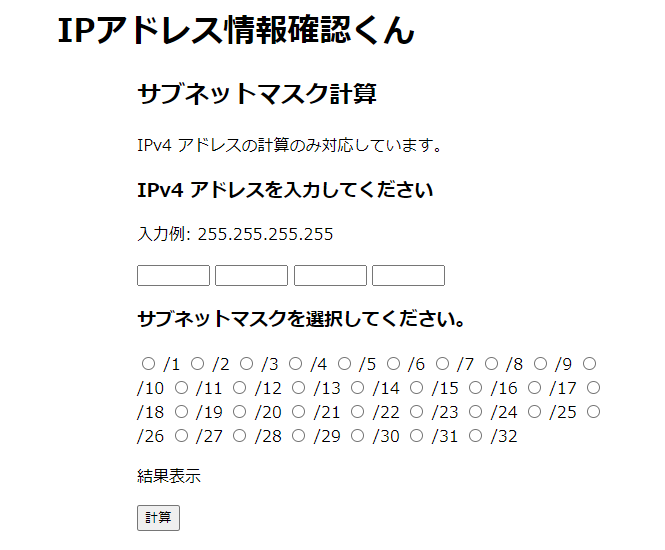 IPアドレス情報確認くん
サブネットマスク計算
IPv4 アドレスの計算のみ対応しています。
IPv4 アドレスを入力してください
入力例: 255.255.255.255
サブネットマスクを選択してください。
/1 /2 /3 /4 /5 /6 /7 /8 /9
/10 /11 /12 /13 /14 /15 /16 /17
/18 /19 /20 /21 /22 /23 /24 /25
/26 /27 /28 /29 /30 /31 /32
結果表示
計算